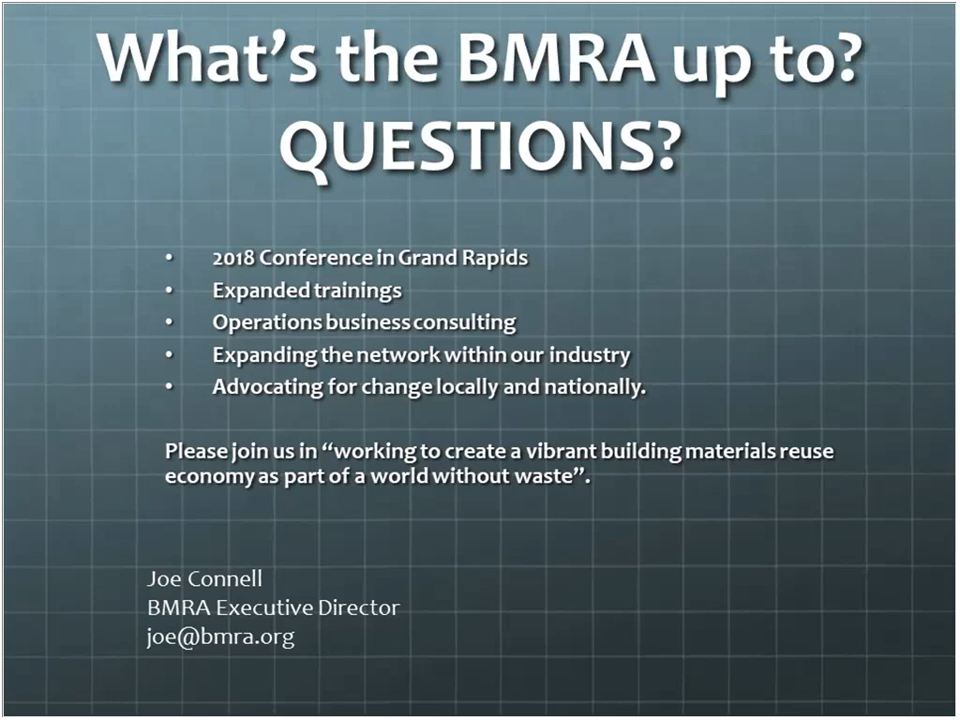 What's the BMRA up to?
QUESTIONS?
• 2018 Conference in Grand Rapids
• Expanded trainings
• Operations business consulting
• Expanding the network within our industry
• Advocating for change locally and nationally.
Please join us in “working to create a vibrant building materials reuse
economy as part of a world without waste”.
Joe Connell
BMRA Executive Director
joe@bmra.org